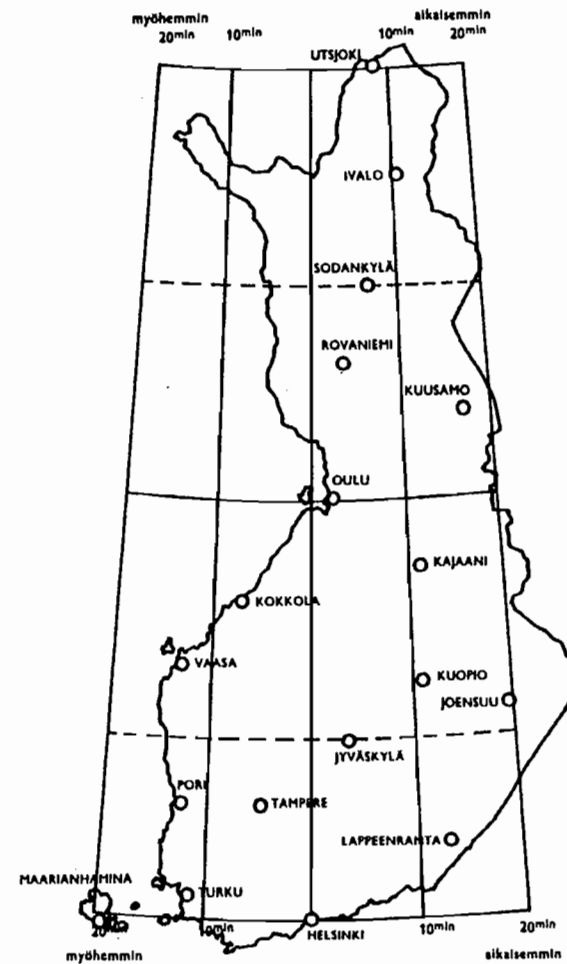 myöhemmin
20min
10min
aikaisemmin
10min
20min
UTSJOKI
IVALO
SODANKYLÄ
ROVANIEMI
KUUSAMO
OULU
KAJAANI
KOKKOLA
VAASA
KUOPIO
JOENSUU
JYVÄSKYLÄ
PORI
TAMPERE
LAPPEENRANTA
MAARIANHAMINA
TURKU
HELSINKI
20min
10min
10min
20min
myöhemmin
aikaisemmin